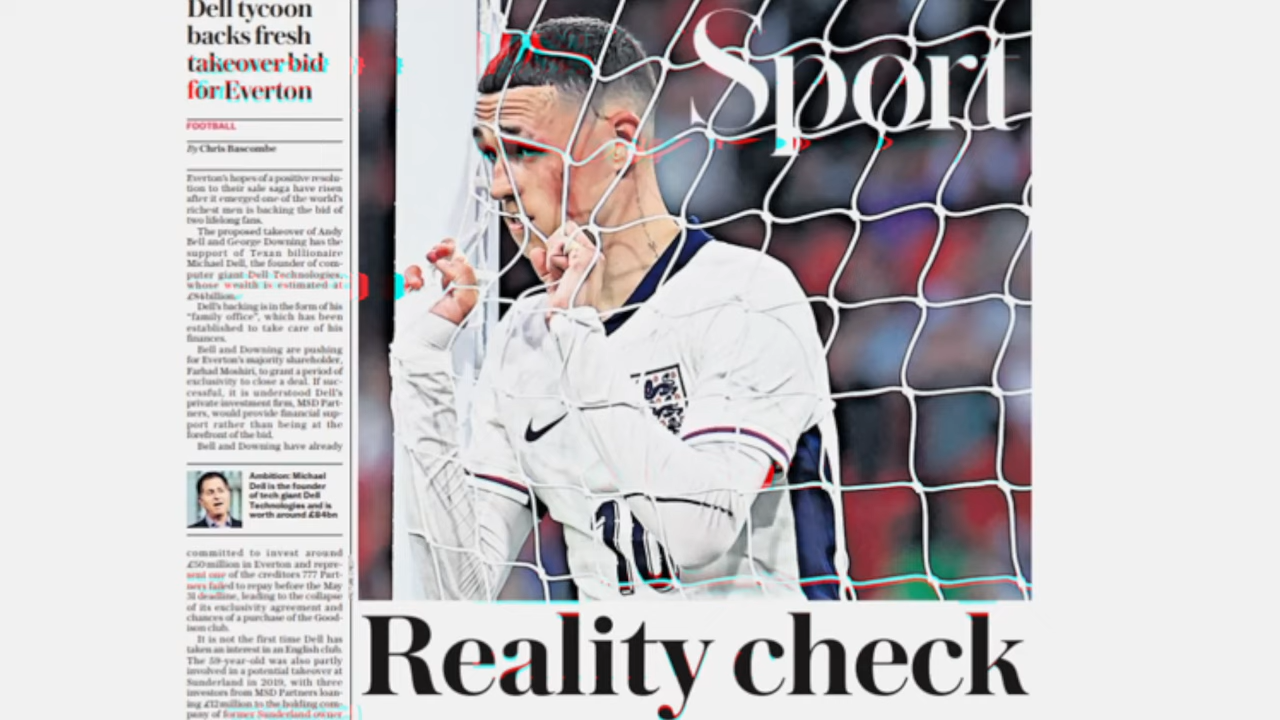 Dell tycoon
backs fresh
takeover bid
for Everton
FOOTBALL
By Chris Bascombe
Everton's hopes of a positive resolu-
tion to their sale saga have risen
after it emerged one of the world's
richest men is backing the bid of
two lifelong fans.
The proposed takeover of Andy
Bell and George Downing has the
support of Texan billionaire
Michael Dell, the founder of com-
puter giant Dell Technologies,
whose wealth is estimated at
£84 billion.
Dell's backing is in the form of his
"family office", which has been
established to take care of his
finances.
Bell and Downing are pushing
for Everton's majority shareholder,
Farhad Moshiri, to grant a period of
exclusivity to close a deal. If suc-
cessful, it is understood Dell's
private investment firm, MSD Part-
ners, would provide financial sup-
port rather than being at the
forefront of the bid.
Bell and Downing have already
Ambition: Michael
Dell is the founder
of tech giant Dell
Technologies and is
worth around £84bn
committed to invest around
£50 million in Everton and repre-
sent one of the creditors 777 Part-
ners failed to repay before the May
31 deadline, leading to the collapse
of its exclusivity agreement and
chances of a purchase of the Good-
ison club.
It is not the first time Dell has
taken an interest in an English club.
The 59-year-old was also partly
involved in a potential takeover at
Sunderland in 2019, with three
investors from MSD Partners loan-
ing £12 million to the holding com-
pany of former Sunderland owner
Sport
10
Reality check